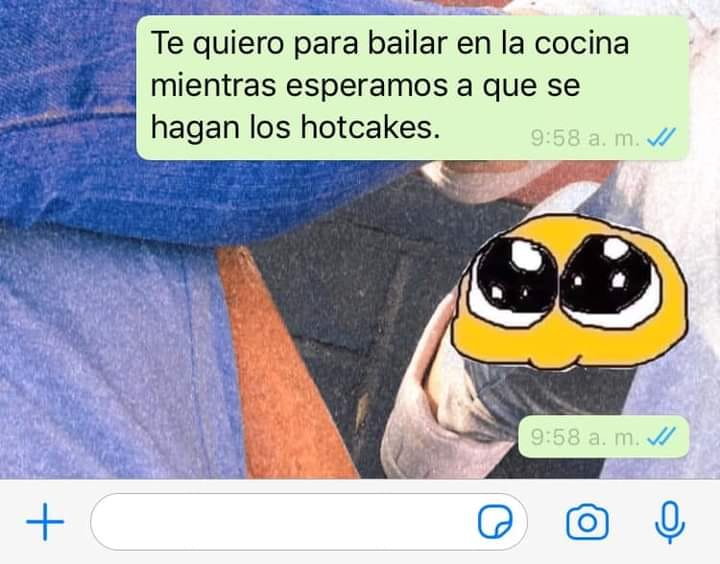 Te quiero para bailar en la cocina
mientras esperamos a que se
hagan los hotcakes.
9:58 a. m.
9:58 a. m.